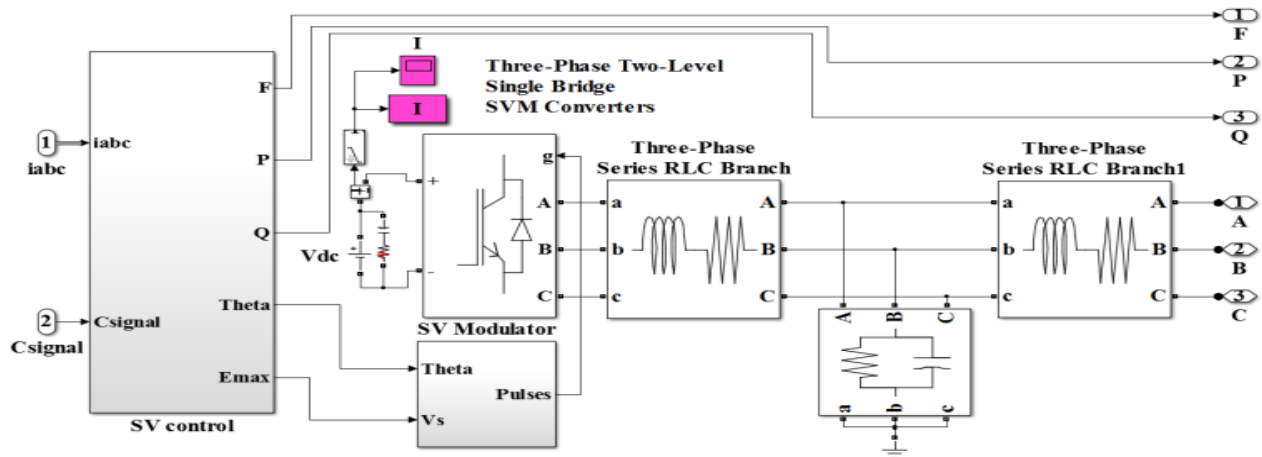 1
F
2
P
3
Q
I
I
Three-Phase Two-Level
Single Bridge
SVM Converters
1
iabc
iabc
F
P
Q
Theta
Emax
2
Csignal
Csignal
SV control
Vdc
+
+
-
g
A
B
C
SV Modulator
Theta
Vs
Pulses
Three-Phase
Series RLC Branch
a
b
c
A
B
C
A
B
C
a
b
c
Three-Phase
Series RLC Branch1
a
b
c
A
B
C
1
A
2
B
3
C